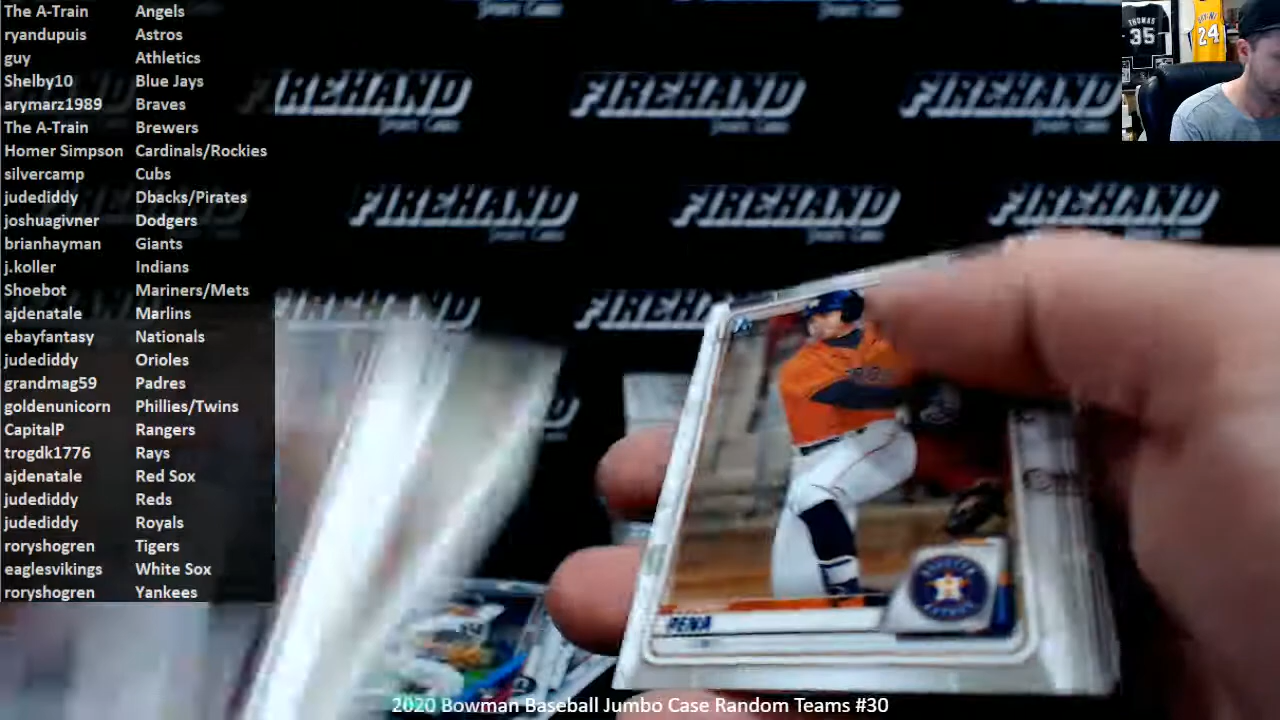 The A-Train Angels
ryandupuis Astros
guy Athletics
Shelby10 Blue Jays
arymarz1989 Braves
The A-Train Brewers
Homer Simpson Cardinals/Rockies
silvercamp Cubs
judediddy Dbacks/Pirates
joshuagivner Dodgers
brianhayman Giants
j.koller Indians
Shoebot Mariners/Mets
ajdenatale Marlins
ebayfantasy Nationals
judediddy Orioles
grandmag59 Padres
goldenunicorn Phillies/Twins
CapitalP Rangers
trogdk1776 Rays
ajdenatale Red Sox
judediddy Reds
judediddy Royals
roryshogren Tigers
eaglesvikings White Sox
roryshogren Yankees
FIREHAND FIREHAND FIREHAND
FIREHAND FIREHAND FIREHAND
THOMAS
35
24
PEÑA
2020 Bowman Baseball Jumbo Case Random Teams #30